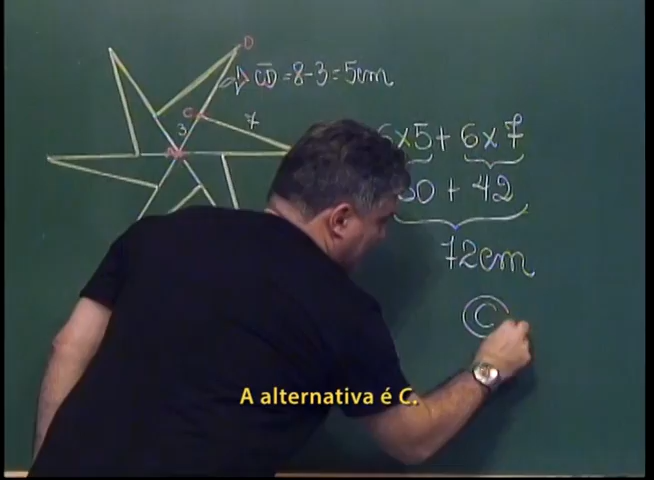 D
CD = 8-3 = 5cm
C
7
3
A
6x5 + 6x7
30 + 42
72cm
C
A alternativa é C.